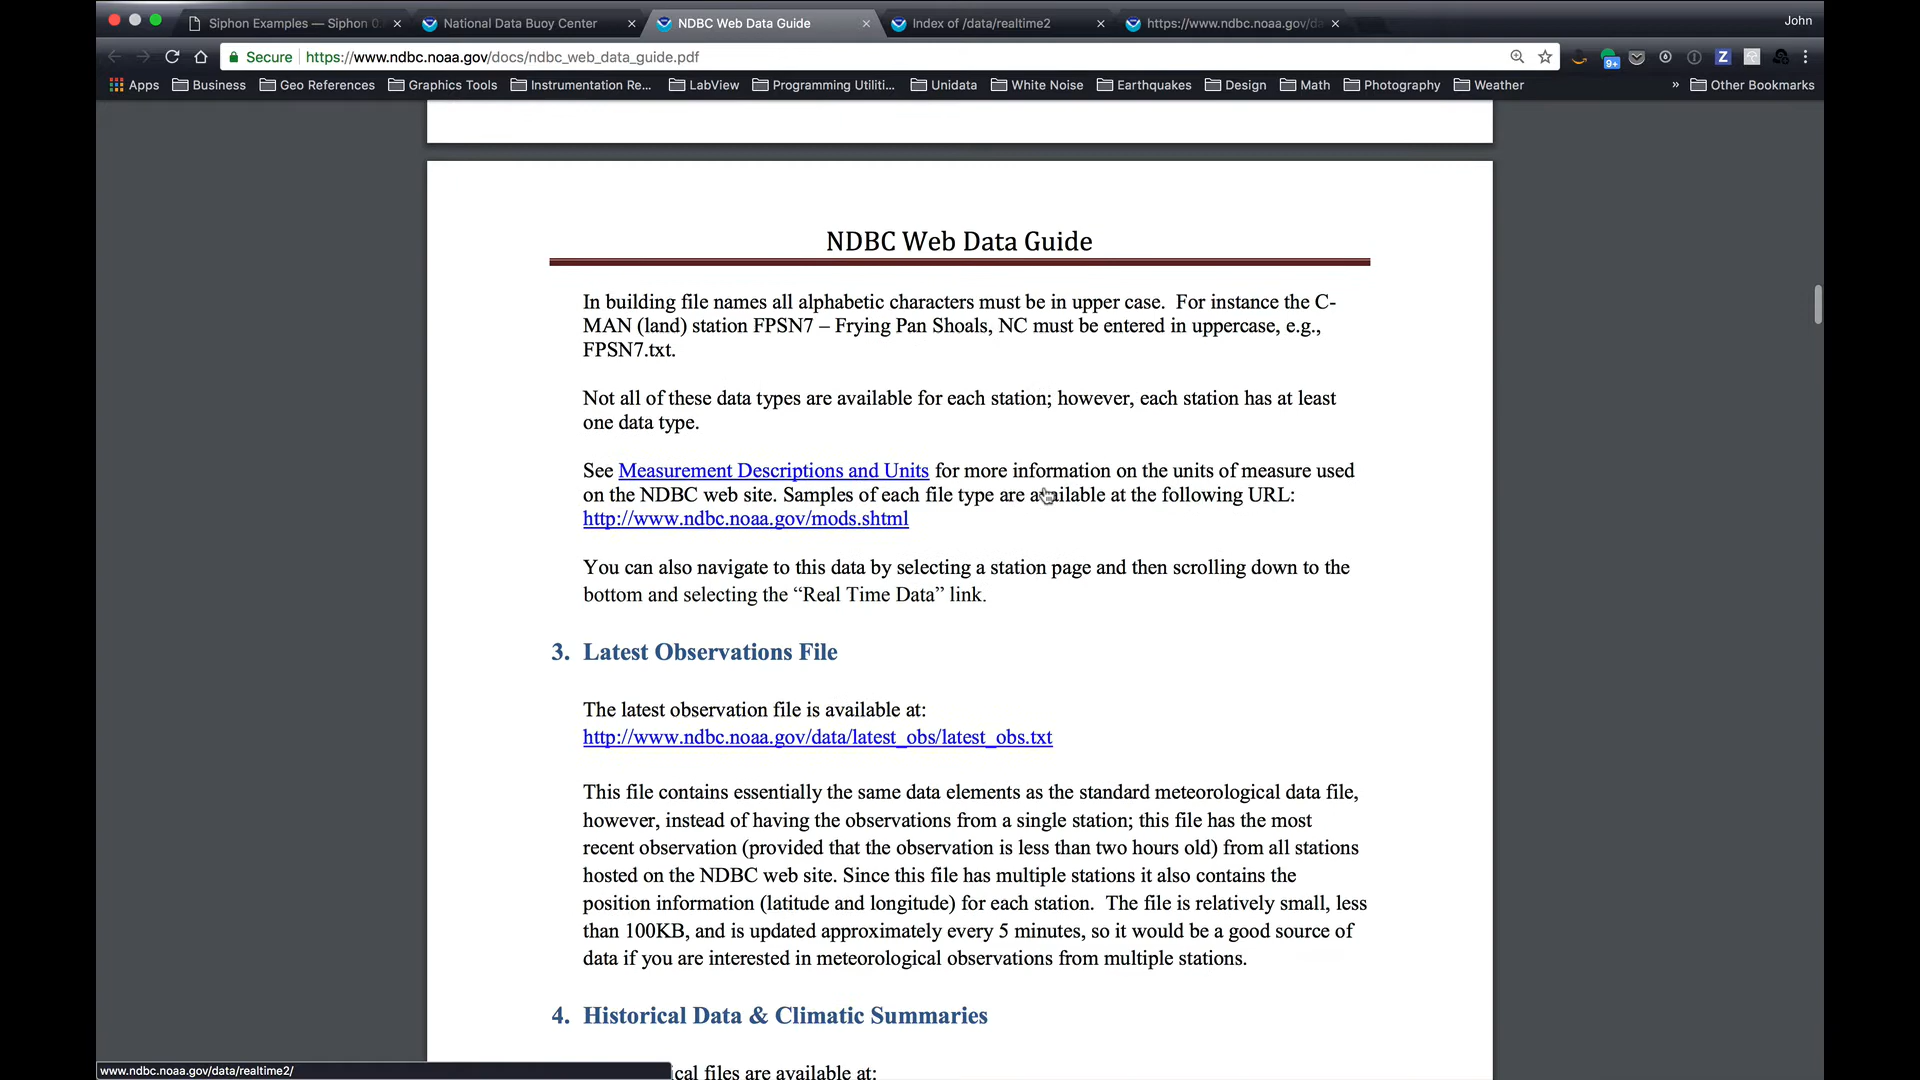 Siphon Examples — Siphon 0.
National Data Buoy Center
NDBC Web Data Guide
Index of /data/realtime2
https://www.ndbc.noaa.gov/da
John
Secure
https://www.ndbc.noaa.gov/docs/ndbc_web_data_guide.pdf
9+
Z
Apps
Business
Geo References
Graphics Tools
Instrumentation Re...
LabView
Programming Utiliti...
Unidata
White Noise
Earthquakes
Design
Math
Photography
Weather
»
Other Bookmarks
NDBC Web Data Guide
In building file names all alphabetic characters must be in upper case.  For instance the C-
MAN (land) station FPSN7 – Frying Pan Shoals, NC must be entered in uppercase, e.g.,
FPSN7.txt.
Not all of these data types are available for each station; however, each station has at least
one data type.
See Measurement Descriptions and Units for more information on the units of measure used
on the NDBC web site. Samples of each file type are available at the following URL:
http://www.ndbc.noaa.gov/mods.shtml
You can also navigate to this data by selecting a station page and then scrolling down to the
bottom and selecting the “Real Time Data” link.
3. Latest Observations File
The latest observation file is available at:
http://www.ndbc.noaa.gov/data/latest_obs/latest_obs.txt
This file contains essentially the same data elements as the standard meteorological data file,
however, instead of having the observations from a single station; this file has the most
recent observation (provided that the observation is less than two hours old) from all stations
hosted on the NDBC web site. Since this file has multiple stations it also contains the
position information (latitude and longitude) for each station.  The file is relatively small, less
than 100KB, and is updated approximately every 5 minutes, so it would be a good source of
data if you are interested in meteorological observations from multiple stations.
4. Historical Data & Climatic Summaries
cal files are available at:
www.ndbc.noaa.gov/data/realtime2/